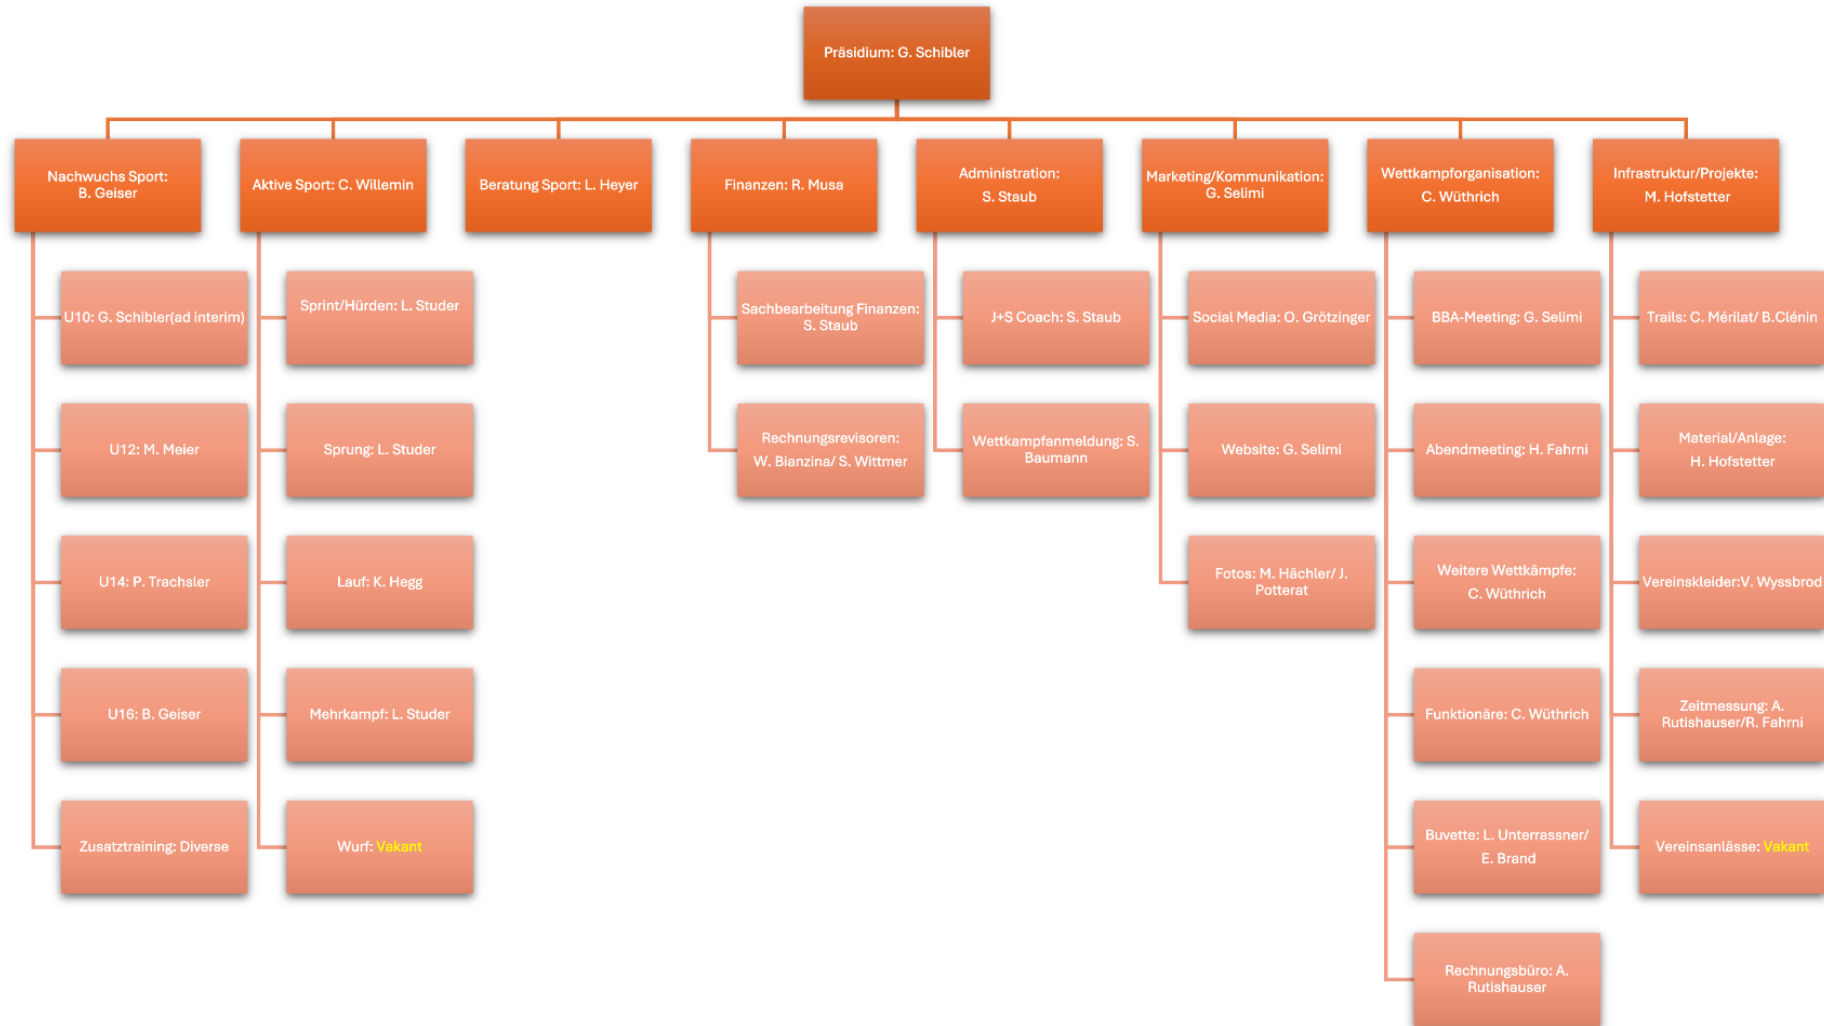 Präsidium: G. Schibler
Nachwuchs Sport:
B. Geiser
Aktive Sport: C. Willemin
Beratung Sport: L. Heyer
Finanzen: R. Musa
Administration:
S. Staub
Marketing/Kommunikation:
G. Selimi
Wettkampforganisation:
C. Wüthrich
Infrastruktur/Projekte:
M. Hofstetter
U10: G. Schibler(ad interim)
U12: M. Meier
U14: P. Trachsler
U16: B. Geiser
Zusatztraining: Diverse
Sprint/Hürden: L. Studer
Sprung: L. Studer
Lauf: K. Hegg
Mehrkampf: L. Studer
Wurf: Vakant
Sachbearbeitung Finanzen:
S. Staub
Rechnungsrevisoren:
W. Bianzina/ S. Wittmer
J+S Coach: S. Staub
Wettkampfanmeldung: S.
Baumann
Social Media: O. Grötzinger
Website: G. Selimi
Fotos: M. Hächler/ J.
Potterat
BBA-Meeting: G. Selimi
Abendmeeting: H. Fahrni
Weitere Wettkämpfe:
C. Wüthrich
Funktionäre: C. Wüthrich
Buvette: L. Unterrassner/
E. Brand
Rechnungsbüro: A.
Rutishauser
Trails: C. Mérilat/ B.Clénin
Material/Anlage:
H. Hofstetter
Vereinskleider:V. Wyssbrod
Zeitmessung: A.
Rutishauser/R. Fahrni
Vereinsanlässe: Vakant